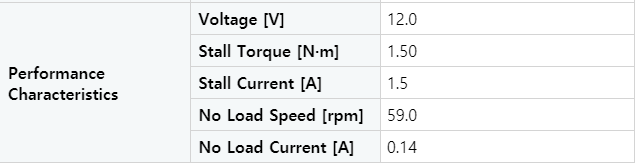 Performance
Characteristics
Voltage [V] 12.0
Stall Torque [N·m] 1.50
Stall Current [A] 1.5
No Load Speed [rpm] 59.0
No Load Current [A] 0.14